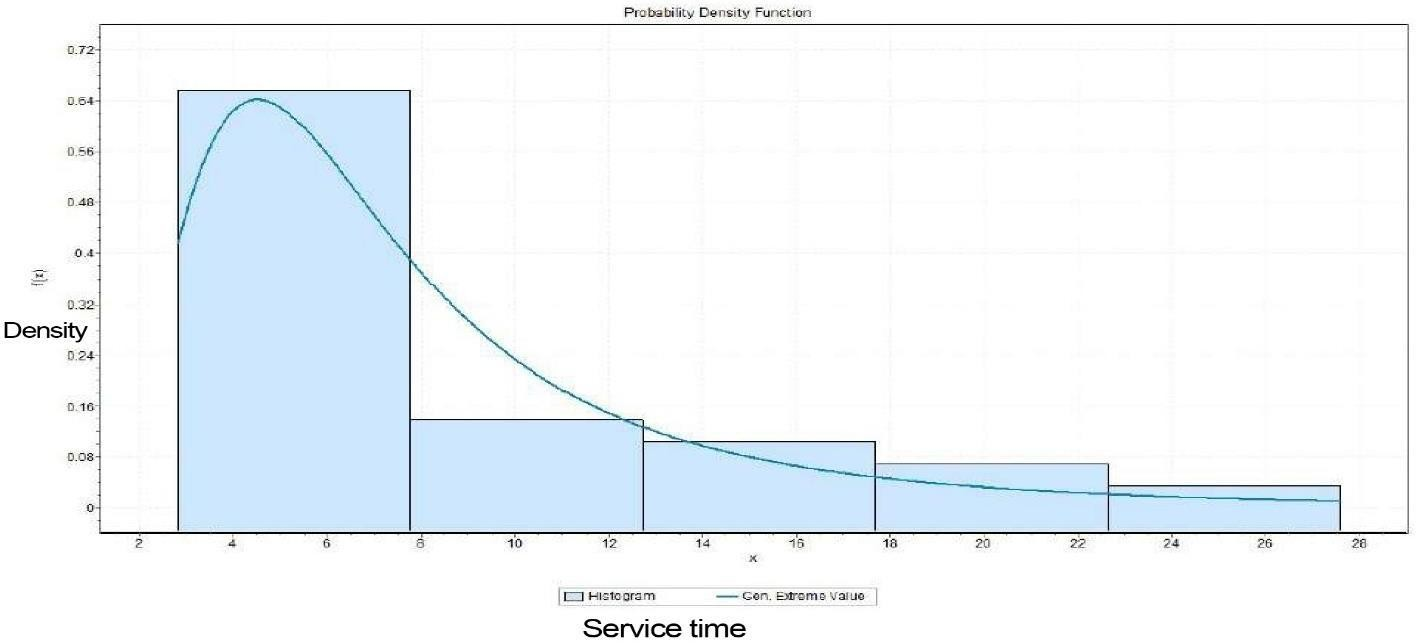 Probability Density Function
0.72
0.64
0.56
0.48
0.4
0.32
0.24
0.16
0.08
0
f(x)
Density
2 4 6 8 10 12 14 16 18 20 22 24 26 28
x
Histogram Gen. Extreme Value
Service time